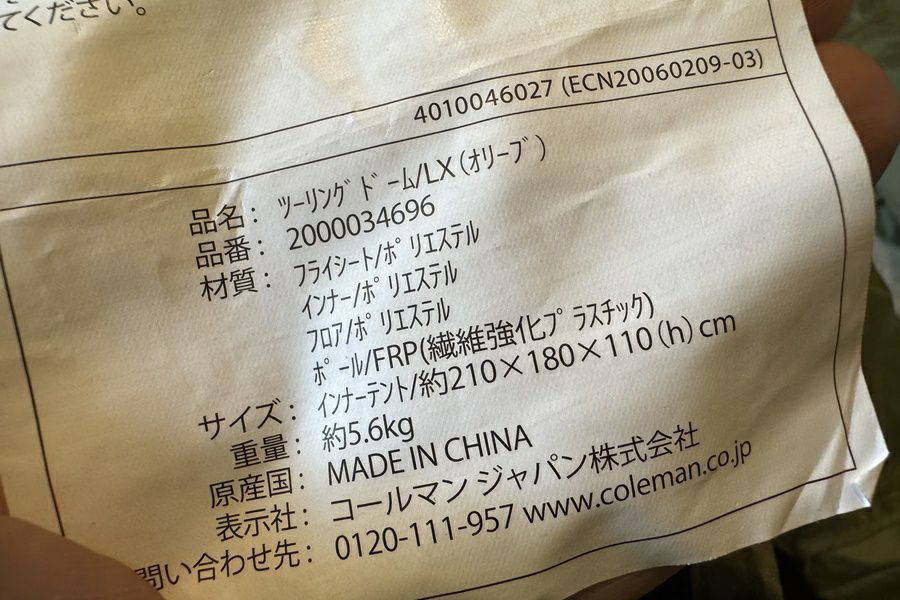 てください。
4010046027 (ECN20060209-03)
品名： ﾂｰﾘﾝｸﾞﾄﾞｰﾑ/LX (ｵﾘｰﾌﾞ)
品番： 2000034696
材質： ﾌﾗｲｼｰﾄ/ﾎﾟﾘｴｽﾃﾙ
ｲﾝﾅｰ/ﾎﾟﾘｴｽﾃﾙ
ﾌﾛｱ/ﾎﾟﾘｴｽﾃﾙ
ﾎﾟｰﾙ/FRP(繊維強化ﾌﾟﾗｽﾁｯｸ)
サイズ： ｲﾝﾅｰﾃﾝﾄ/約210×180×110(h) cm
重量： 約5.6kg
原産国： MADE IN CHINA
表示社： コールマン ジャパン株式会社
問い合わせ先： 0120-111-957 www.coleman.co.jp